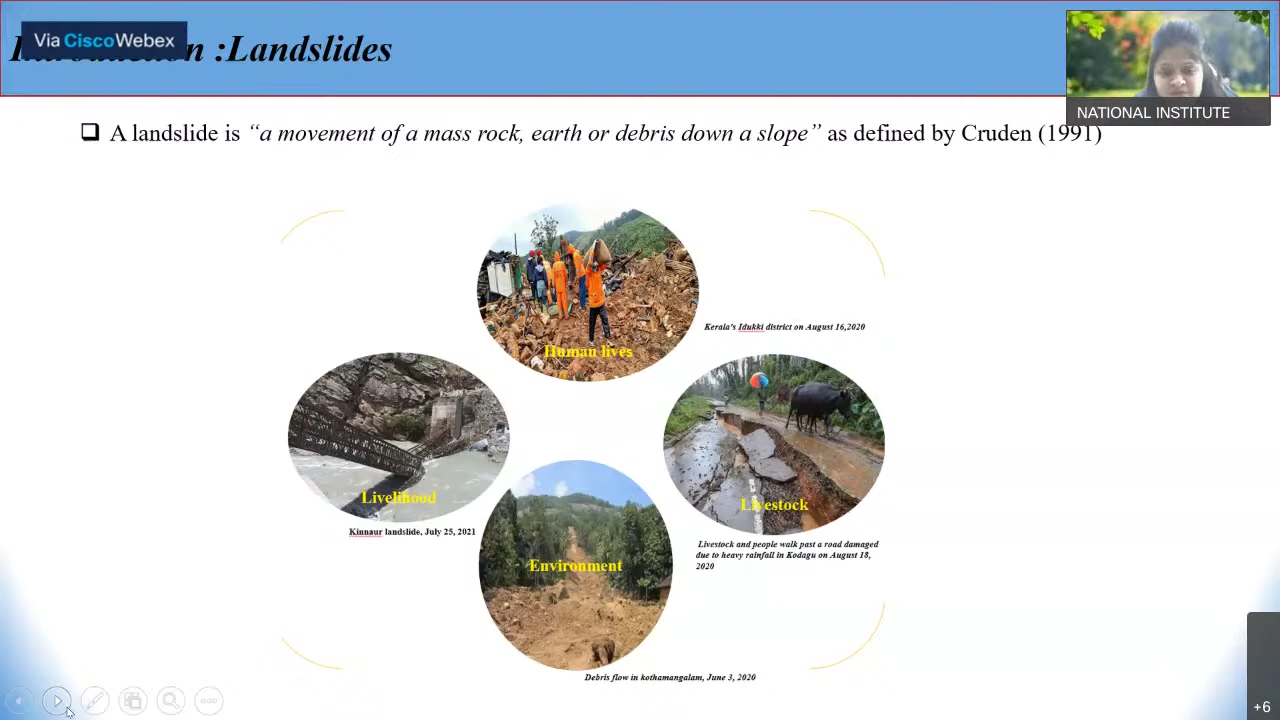 Via CiscoWebex
:Landslides
NATIONAL INSTITUTE
A landslide is “a movement of a mass rock, earth or debris down a slope” as defined by Cruden (1991)
Kerala's Idukki district on August 16,2020
Human lives
Livelihood
Livestock
Kinnaur landslide, July 25, 2021
Livestock and people walk past a road damaged
due to heavy rainfall in Kodagu on August 18,
2020
Environment
Debris flow in kothamangalam, June 3, 2020
+6